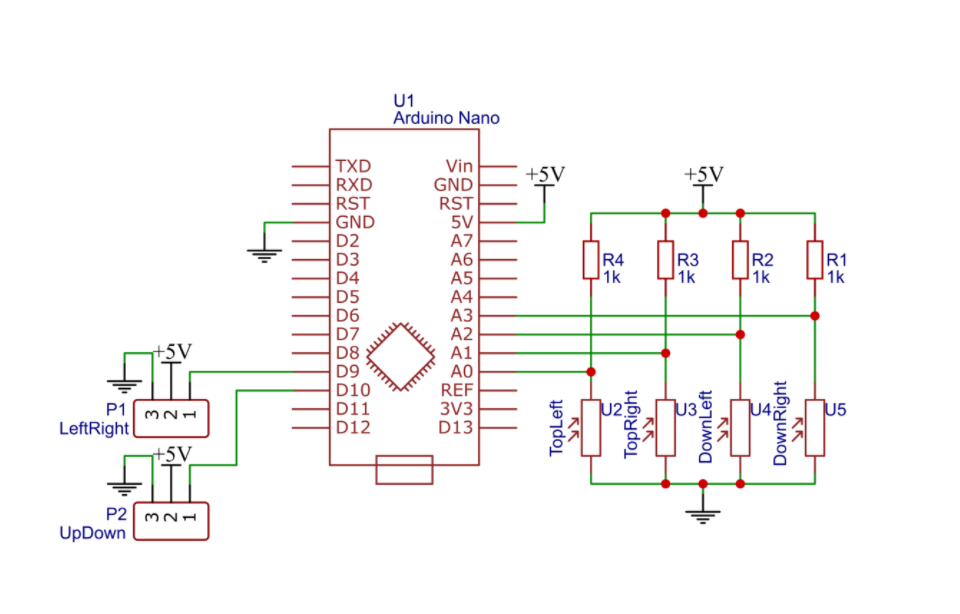 U1
Arduino Nano
TXD
RXD
RST
GND
D2
D3
D4
D5
D6
D7
D8
D9
D10
D11
D12
Vin
GND
RST
5V
A7
A6
A5
A4
A3
A2
A1
A0
REF
3V3
D13
+5V
+5V
R4
1k
R3
1k
R2
1k
R1
1k
TopLeft
U2
TopRight
U3
DownLeft
U4
DownRight
U5
+5V
P1
LeftRight
3
2
1
+5V
P2
UpDown
3
2
1